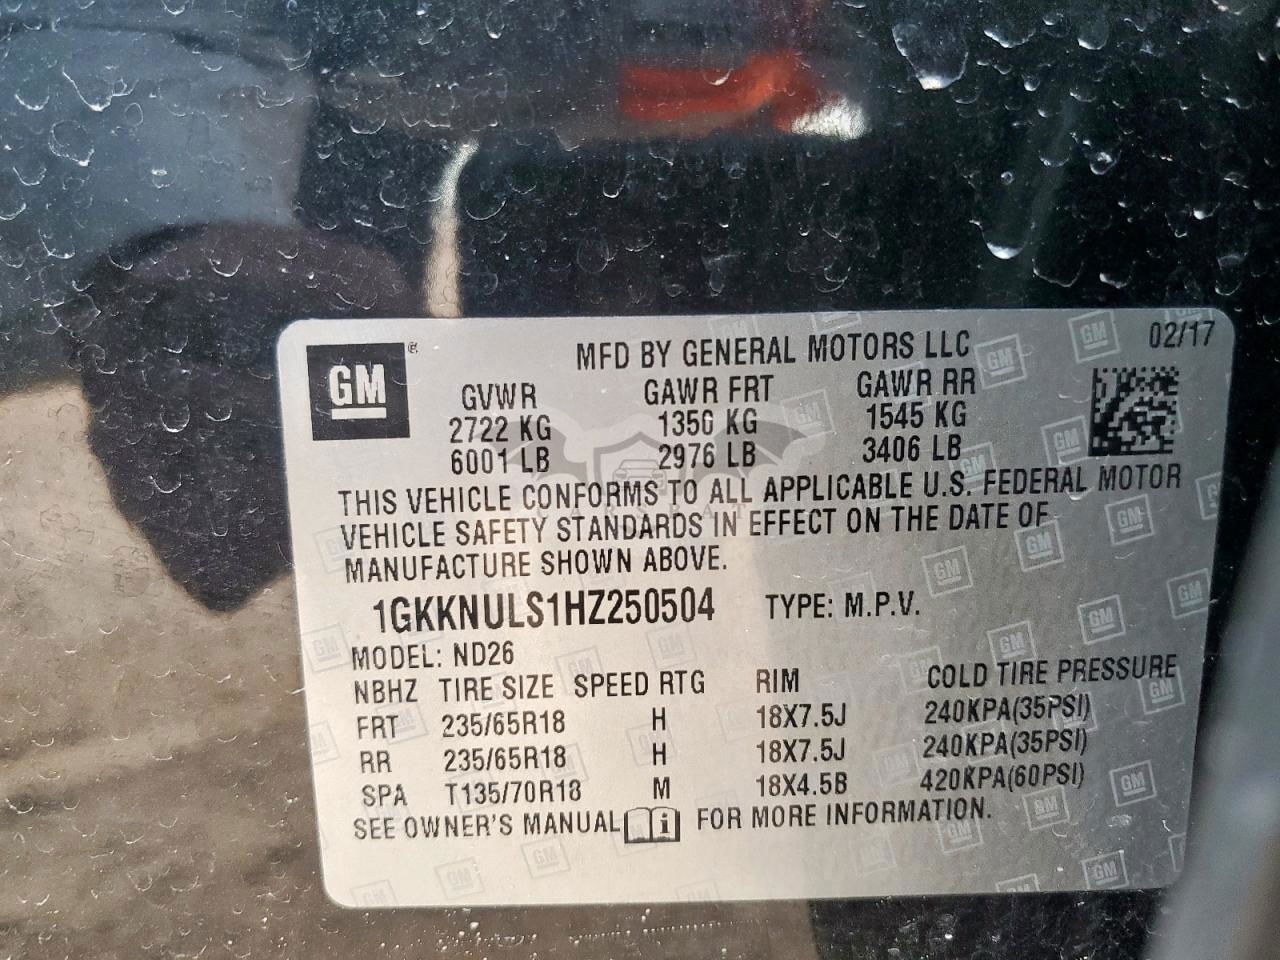 GM
MFD BY GENERAL MOTORS LLC
02/17
GVWR GAWR FRT GAWR RR
2722 KG 1350 KG 1545 KG
6001 LB 2976 LB 3406 LB
THIS VEHICLE CONFORMS TO ALL APPLICABLE U.S. FEDERAL MOTOR
VEHICLE SAFETY STANDARDS IN EFFECT ON THE DATE OF
MANUFACTURE SHOWN ABOVE.
1GKKNULS1HZ250504 TYPE: M.P.V.
MODEL: ND26
NBHZ TIRE SIZE SPEED RTG RIM COLD TIRE PRESSURE
FRT 235/65R18 H 18X7.5J 240KPA(35PSI)
RR 235/65R18 H 18X7.5J 240KPA(35PSI)
SPA T135/70R18 M 18X4.5B 420KPA(60PSI)
SEE OWNER'S MANUAL i FOR MORE INFORMATION.